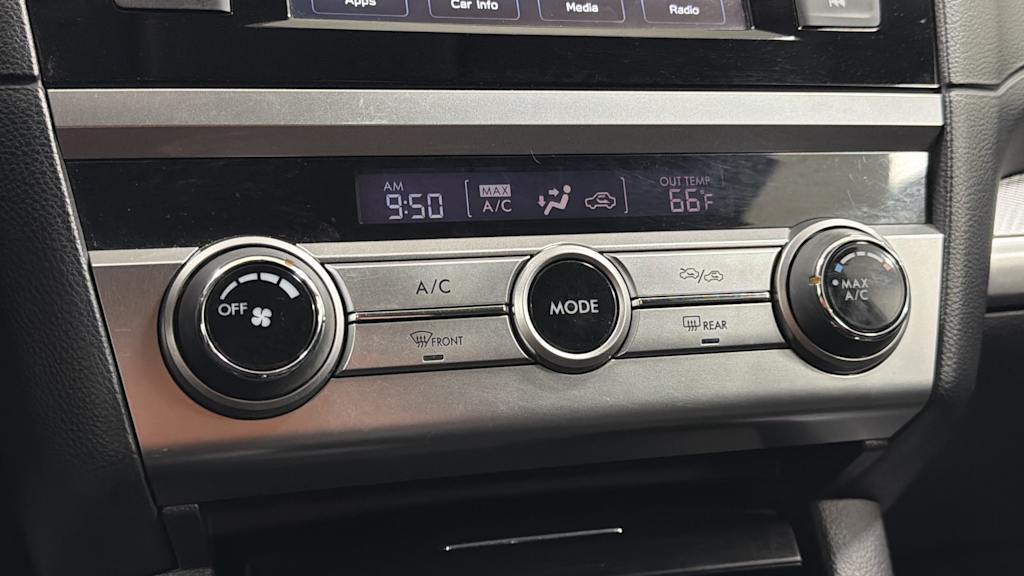 Apps
Car Info
Media
Radio
AM
9:50
MAX
A/C
OUT TEMP
66°F
OFF
A/C
MODE
MAX
A/C
FRONT
REAR